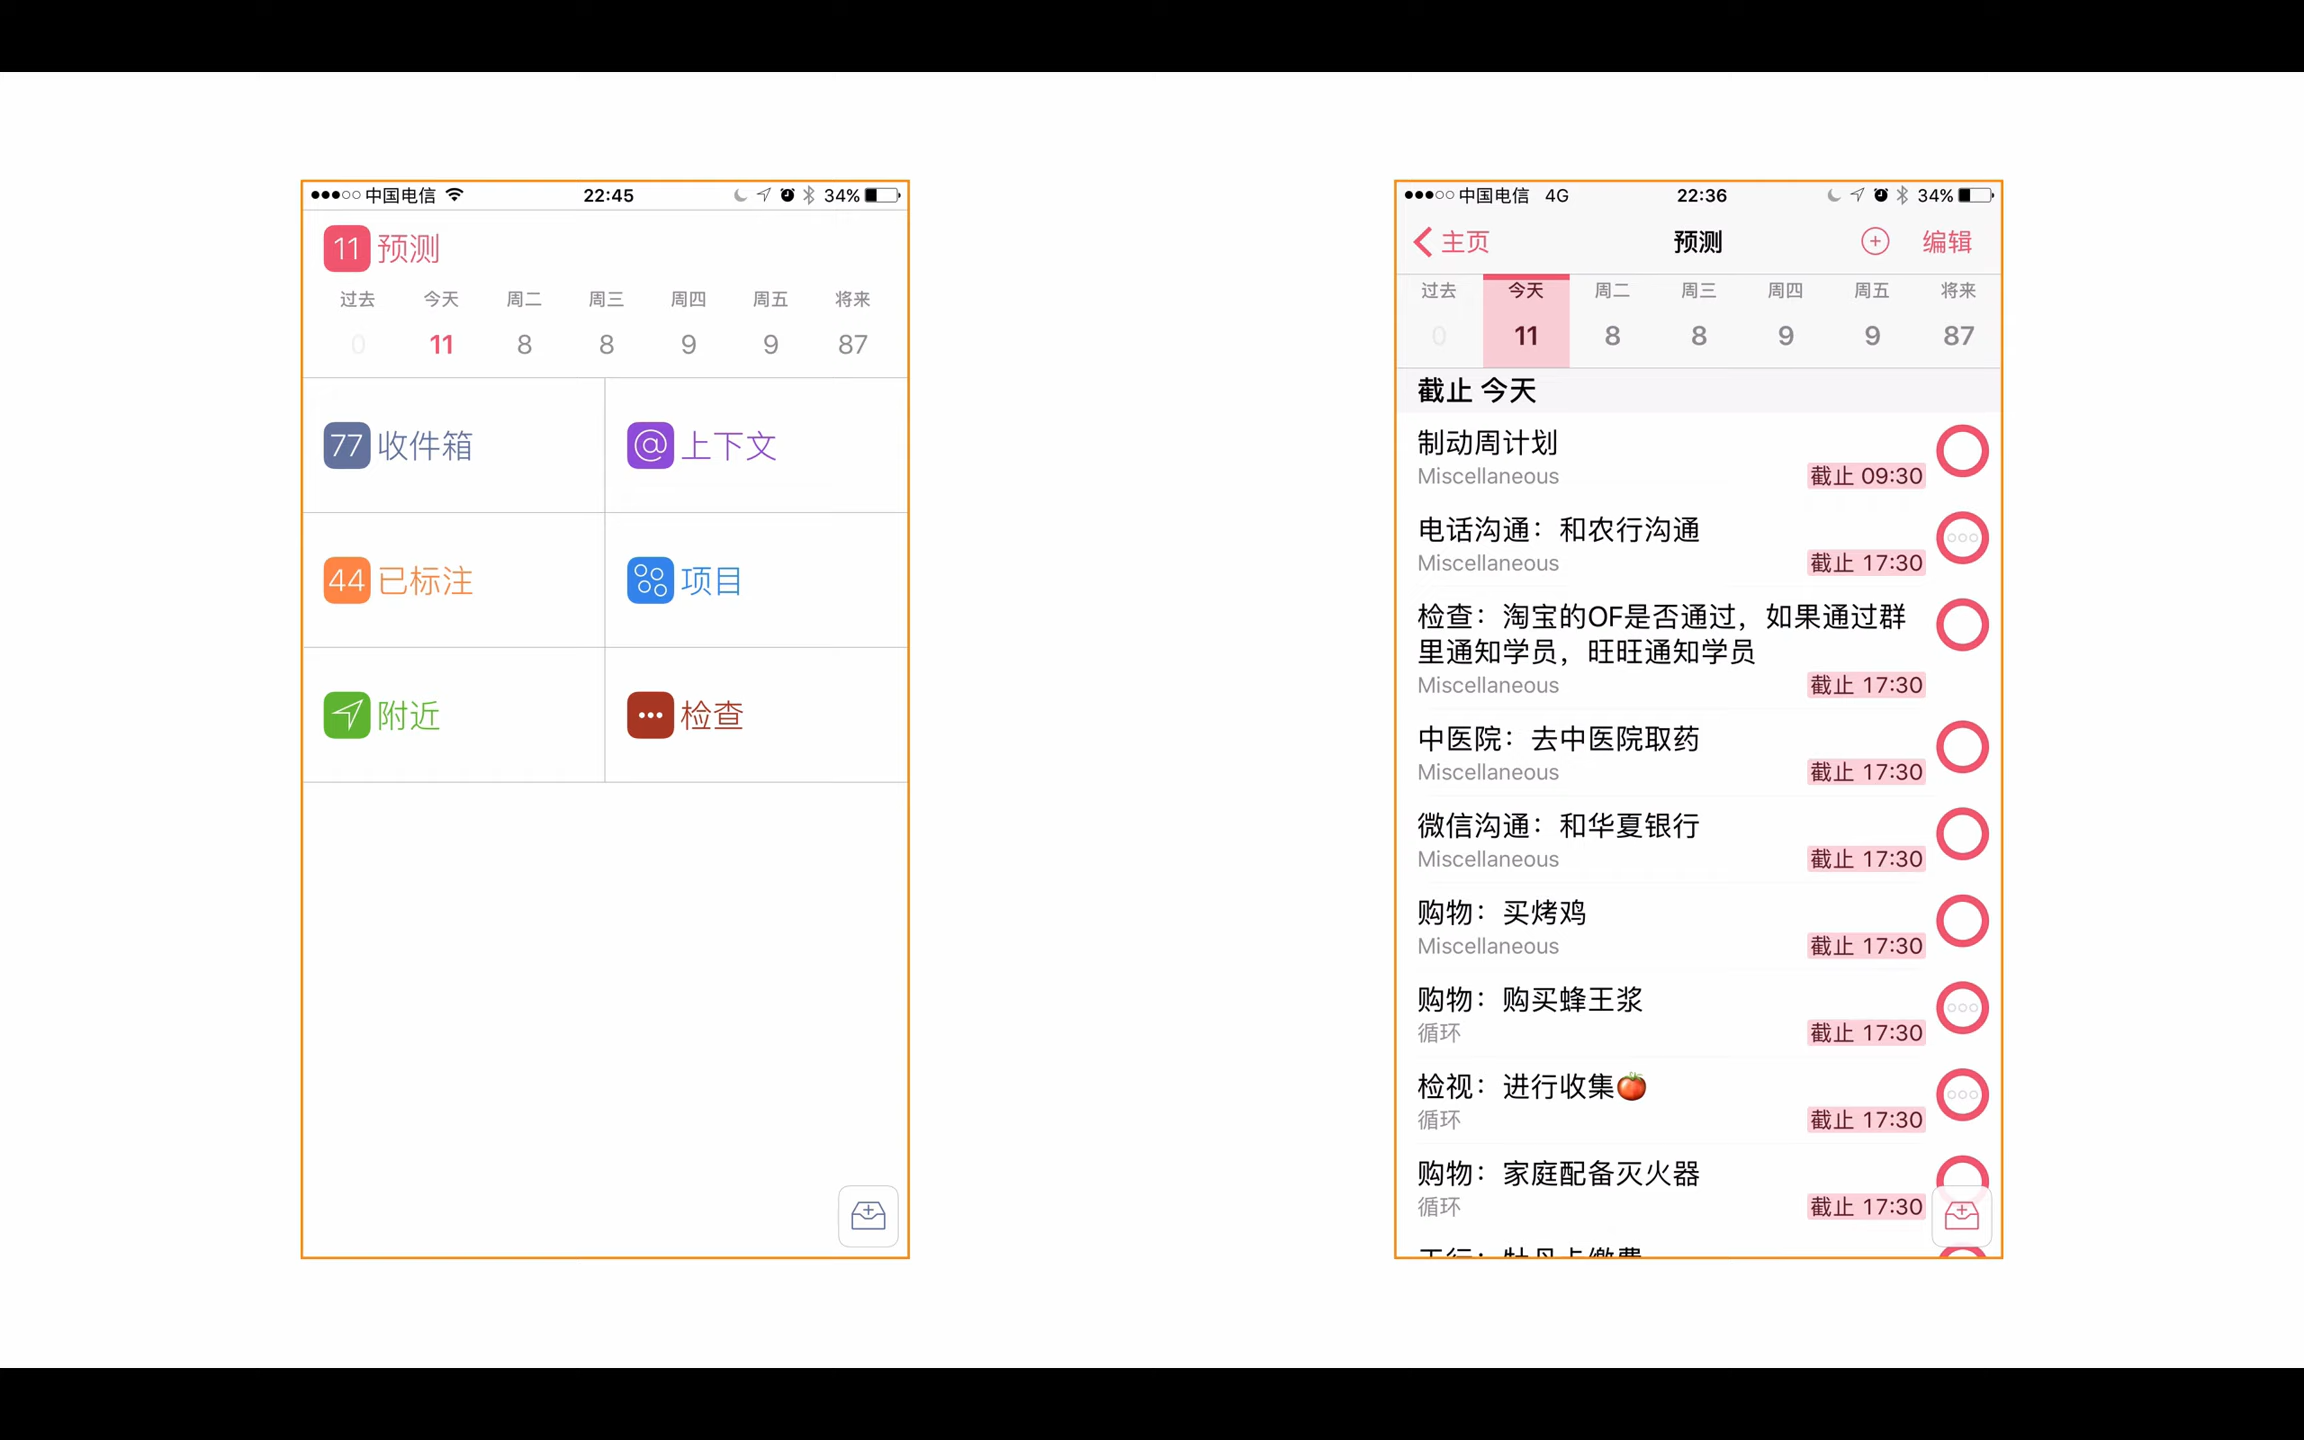 中国电信 22:45 34%
11 预测
过去 今天 周二 周三 周四 周五 将来
0 11 8 8 9 9 87
77 收件箱 @ 上下文
44 已标注 项目
附近 检查
中国电信 4G 22:36 34%
主页 预测 编辑
过去 今天 周二 周三 周四 周五 将来
0 11 8 8 9 9 87
截止 今天
制动周计划
Miscellaneous 截止 09:30
电话沟通：和农行沟通
Miscellaneous 截止 17:30
检查：淘宝的OF是否通过，如果通过群
里通知学员，旺旺通知学员
Miscellaneous 截止 17:30
中医院：去中医院取药
Miscellaneous 截止 17:30
微信沟通：和华夏银行
Miscellaneous 截止 17:30
购物：买烤鸡
Miscellaneous 截止 17:30
购物：购买蜂王浆
循环 截止 17:30
检视：进行收集🍅
循环 截止 17:30
购物：家庭配备灭火器
循环 截止 17:30